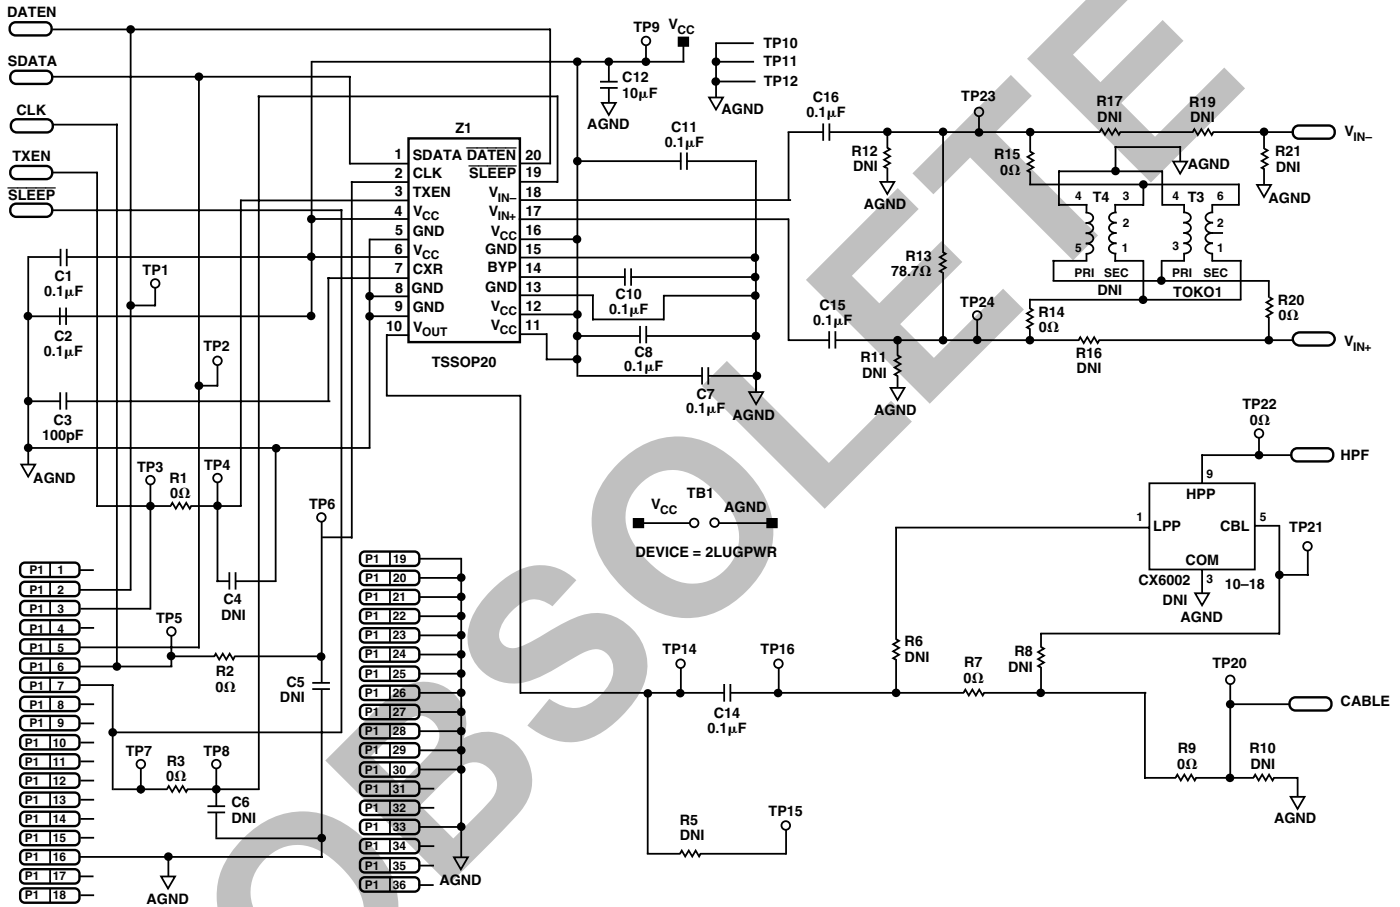 DATEN
SDATA
CLK
TXEN
SLEEP
TP9 VCC
C12
10μF
AGND
TP10
TP11
TP12
AGND
C11
0.1μF
Z1
1 SDATA DATEN 20
2 CLK SLEEP 19
3 TXEN VIN– 18
4 VCC VIN+ 17
5 GND VCC 16
6 VCC GND 15
7 CXR BYP 14
8 GND GND 13
9 GND VCC 12
10 VOUT VCC 11
TSSOP20
C10
0.1μF
C8
0.1μF
C7
0.1μF
AGND
C1
0.1μF
C2
0.1μF
C3
100pF
AGND
TP1
TP2
TP3
R1
0Ω
TP4
TP6
C4
DNI
TP5
R2
0Ω
C5
DNI
TP7
R3
0Ω
TP8
C6
DNI
AGND
P1 1
P1 2
P1 3
P1 4
P1 5
P1 6
P1 7
P1 8
P1 9
P1 10
P1 11
P1 12
P1 13
P1 14
P1 15
P1 16
P1 17
P1 18
P1 19
P1 20
P1 21
P1 22
P1 23
P1 24
P1 25
P1 26
P1 27
P1 28
P1 29
P1 30
P1 31
P1 32
P1 33
P1 34
P1 35
P1 36
AGND
C16
0.1μF
R12
DNI
AGND
TP23
R17
DNI
R19
DNI
VIN–
R15
0Ω
AGND
R21
DNI
AGND
4 T4 3
2
5 1
PRI SEC
DNI
4 T3 6
2
3 1
PRI SEC
TOKO1
R13
78.7Ω
C15
0.1μF
TP24
R14
0Ω
R20
0Ω
R11
DNI
AGND
R16
DNI
VIN+
TP22
0Ω
HPF
9
HPP
1 LPP CBL 5
COM
3
CX6002
DNI
10–18
AGND
TP21
VCC TB1 AGND
DEVICE = 2LUGPWR
R6
DNI
R8
DNI
TP14
C14
0.1μF
TP16
R7
0Ω
TP20
CABLE
R9
0Ω
R10
DNI
AGND
R5
DNI
TP15
OBSOLETE